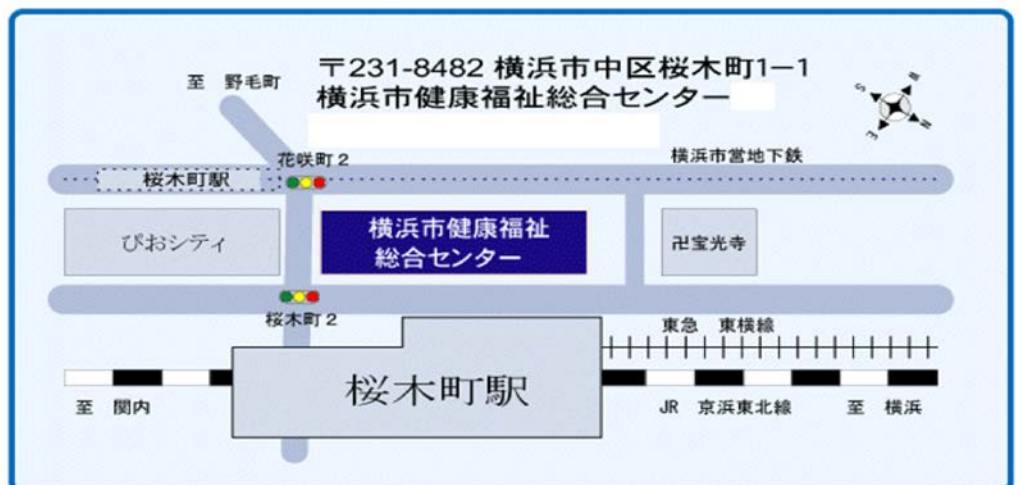 〒231-8482 横浜市中区桜木町1－1
横浜市健康福祉総合センター
至 野毛町
S
W
E
N
花咲町2
横浜市営地下鉄
桜木町駅
ぴおシティ
横浜市健康福祉
総合センター
卍宝光寺
桜木町2
東急 東横線
桜木町駅
至 関内
JR 京浜東北線 至 横浜